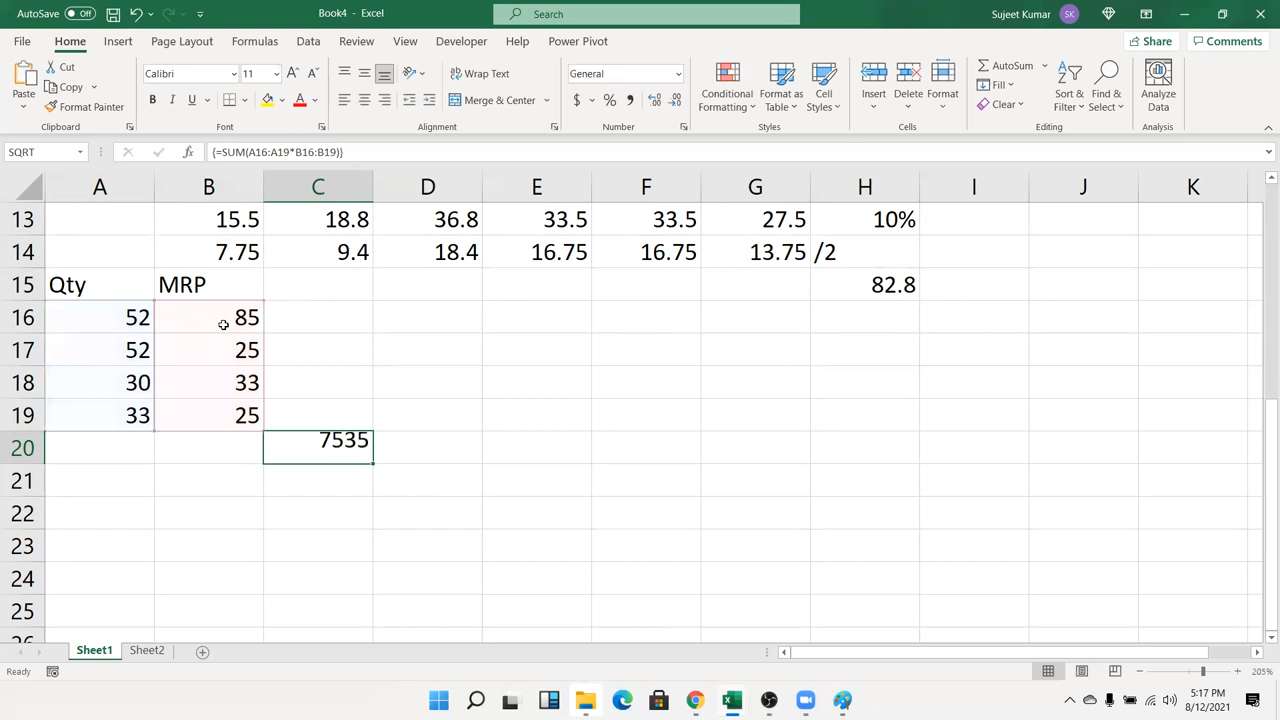 AutoSave Off Book4 - Excel Search Sujeet Kumar SK
File Home Insert Page Layout Formulas Data Review View Developer Help Power Pivot Share Comments
Cut Calibri 11 Wrap Text General AutoSum
Copy Fill
Paste Format Painter Merge & Center Conditional Formatting Format as Table Cell Styles Insert Delete Format Clear Sort & Filter Find & Select Analyze Data
Clipboard Font Alignment Number Styles Cells Editing Analysis
SQRT {=SUM(A16:A19*B16:B19)}
A B C D E F G H I J K
13 15.5 18.8 36.8 33.5 33.5 27.5 10%
14 7.75 9.4 18.4 16.75 16.75 13.75 /2
15 Qty MRP 82.8
16 52 85
17 52 25
18 30 33
19 33 25
20 7535
21
22
23
24
25
Sheet1 Sheet2
Ready 205%
5:17 PM
8/12/2021